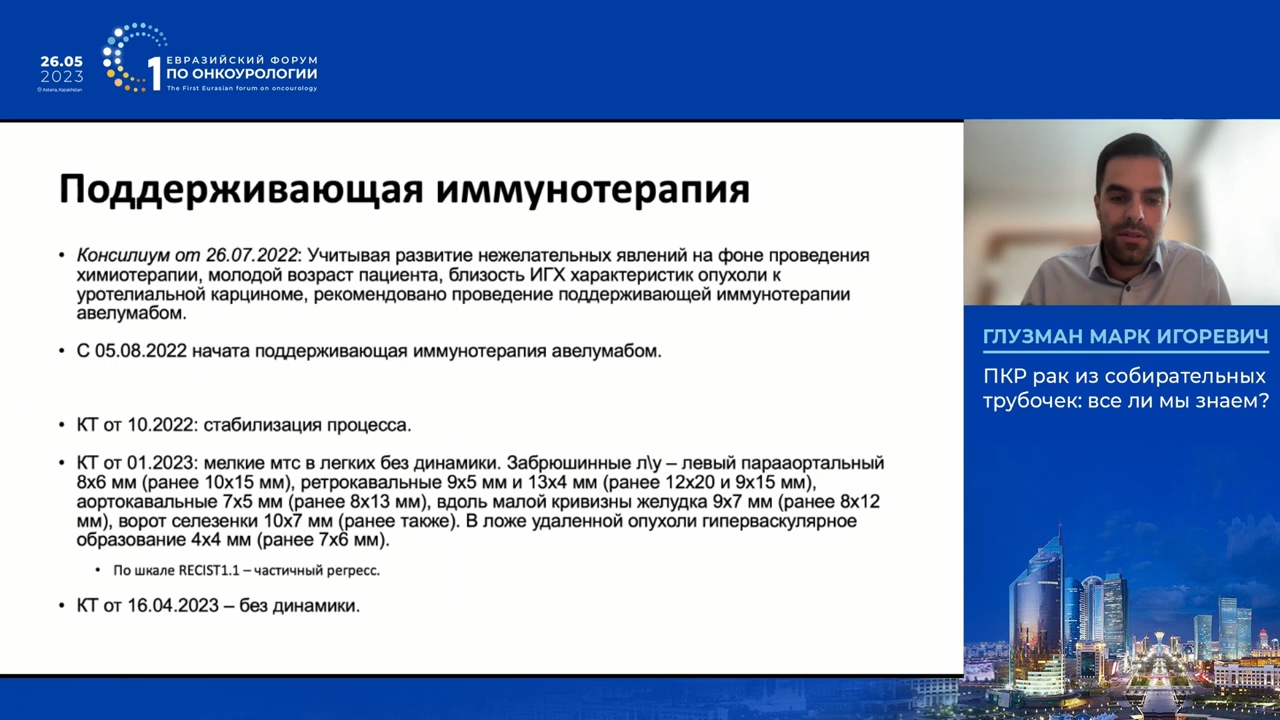 26.05
2023
Astana, Kazakhstan
1
ЕВРАЗИЙСКИЙ ФОРУМ
ПО ОНКОУРОЛОГИИ
The First Eurasian forum on oncourology
Поддерживающая иммунотерапия
• Консилиум от 26.07.2022: Учитывая развитие нежелательных явлений на фоне проведения
химиотерапии, молодой возраст пациента, близость ИГХ характеристик опухоли к
уротелиальной карциноме, рекомендовано проведение поддерживающей иммунотерапии
авелумабом.
• С 05.08.2022 начата поддерживающая иммунотерапия авелумабом.
• КТ от 10.2022: стабилизация процесса.
• КТ от 01.2023: мелкие мтс в легких без динамики. Забрюшинные л\у – левый парааортальный
8х6 мм (ранее 10х15 мм), ретрокавальные 9х5 мм и 13х4 мм (ранее 12х20 и 9х15 мм),
аортокавальные 7х5 мм (ранее 8х13 мм), вдоль малой кривизны желудка 9х7 мм (ранее 8х12
мм), ворот селезенки 10х7 мм (ранее также). В ложе удаленной опухоли гиперваскулярное
образование 4х4 мм (ранее 7х6 мм).
• По шкале RECIST1.1 – частичный регресс.
• КТ от 16.04.2023 – без динамики.
ГЛУЗМАН МАРК ИГОРЕВИЧ
ПКР рак из собирательных
трубочек: все ли мы знаем?